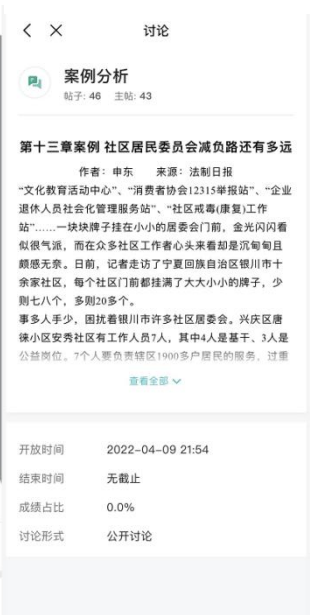 讨论
案例分析
帖子: 46 主帖: 43
第十三章案例 社区居民委员会减负路还有多远
作者：申东 来源：法制日报
“文化教育活动中心”、“消费者协会12315举报站”、“企业
退休人员社会化管理服务站”、“社区戒毒(康复)工作
站”……一块块牌子挂在小小的居委会门前，金光闪闪看
似很气派，而在众多社区工作者心头来看却是沉甸甸且
颇感无奈。日前，记者走访了宁夏回族自治区银川市十
余家社区，每个社区门前都挂满了大大小小的牌子，少
则七八个，多则20多个。
事多人手少，困扰着银川市许多社区居委会。兴庆区唐
徕小区安秀社区有工作人员7人，其中4人是基干、3人是
公益岗位。7个人要负责辖区1900多户居民的服务、过重
查看全部
开放时间 2022-04-09 21:54
结束时间 无截止
成绩占比 0.0%
讨论形式 公开讨论